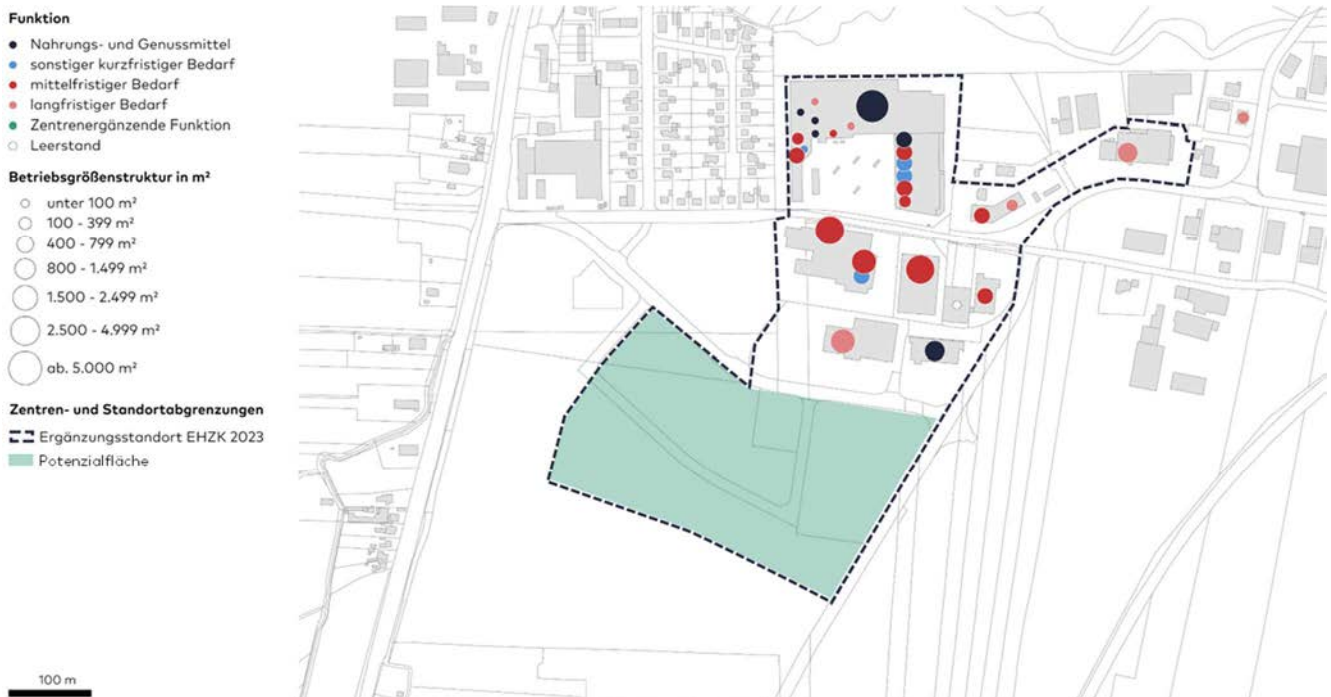 Funktion
Nahrungs- und Genussmittel
sonstiger kurzfristiger Bedarf
mittelfristiger Bedarf
langfristiger Bedarf
Zentrenergänzende Funktion
Leerstand
Betriebsgrößenstruktur in m²
unter 100 m²
100 - 399 m²
400 - 799 m²
800 - 1.499 m²
1.500 - 2.499 m²
2.500 - 4.999 m²
ab. 5.000 m²
Zentren- und Standortabgrenzungen
Ergänzungsstandort EHZK 2023
Potenzialfläche
100 m